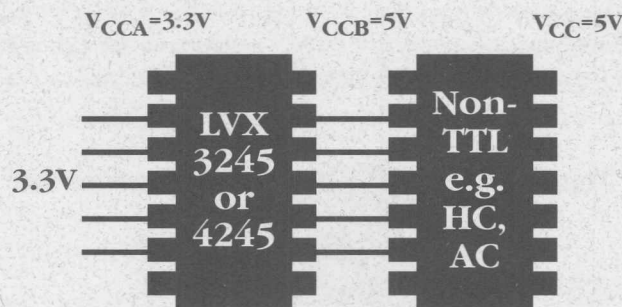 VCCA=3.3V VCCB=5V VCC=5V
3.3V
LVX
3245
or
4245
Non-
TTL
e.g.
HC,
AC